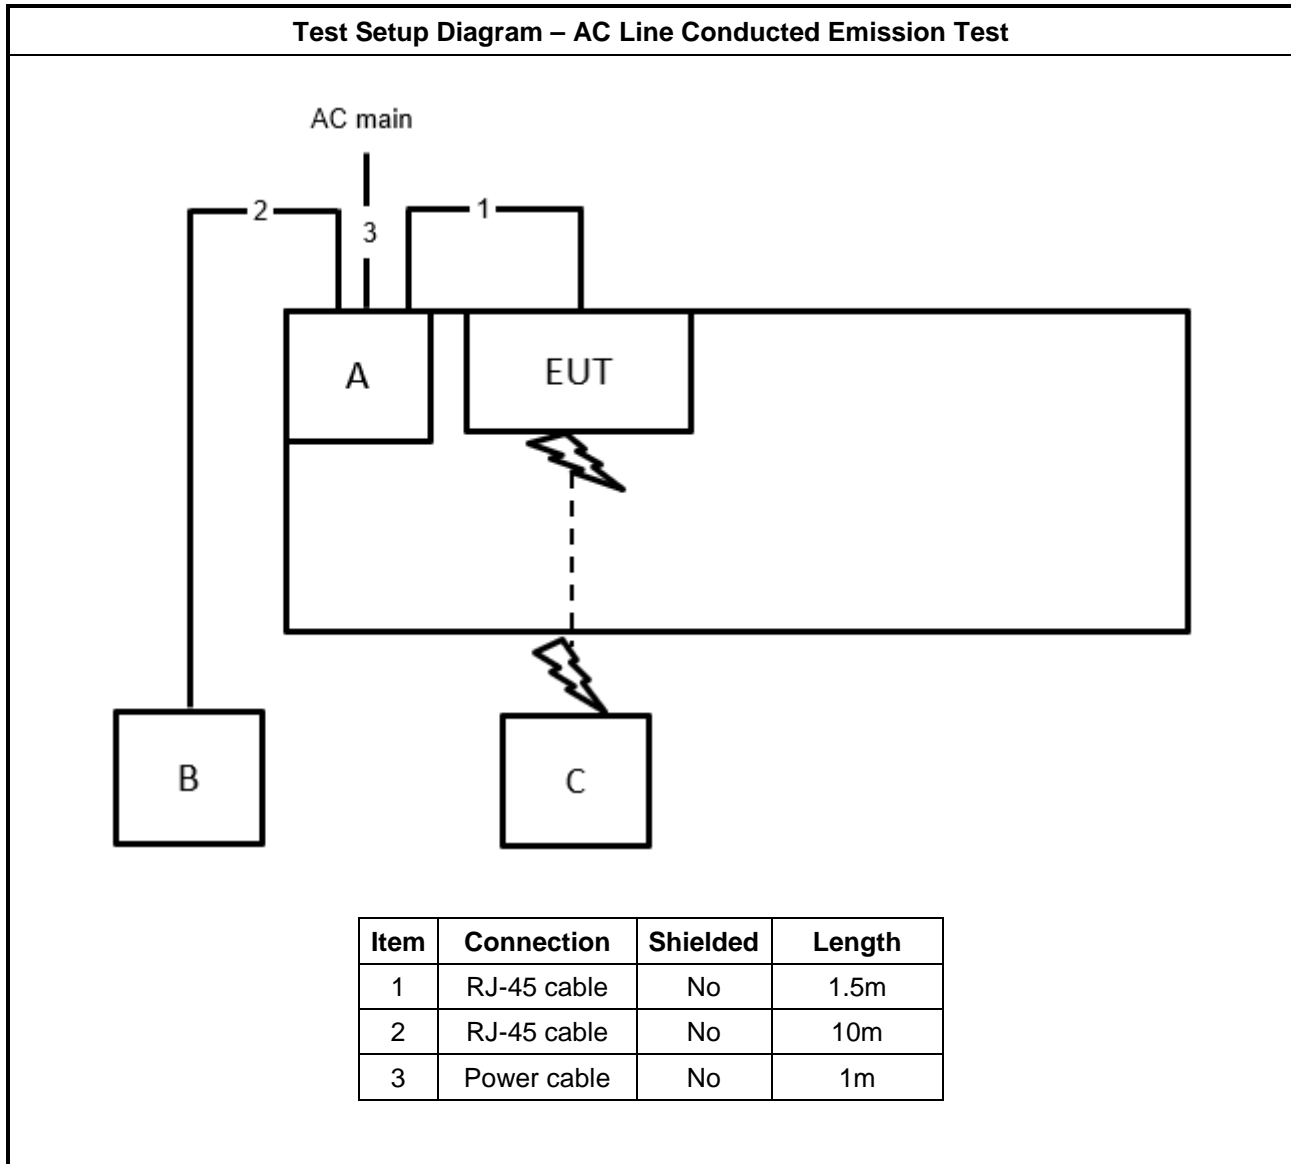 Test Setup Diagram – AC Line Conducted Emission Test
AC main
2
1
3
A
EUT
B
C
Item Connection Shielded Length
1 RJ-45 cable No 1.5m
2 RJ-45 cable No 10m
3 Power cable No 1m